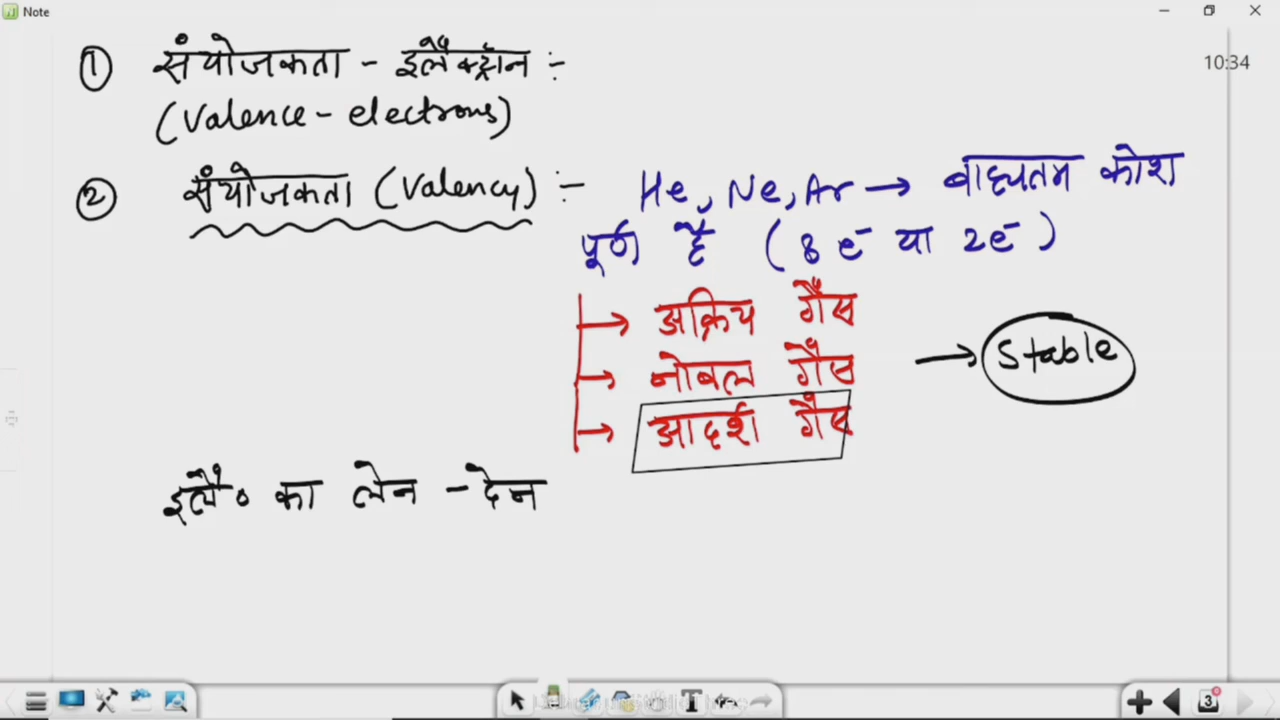 Note
10:34
① संयोजकता - इलैक्ट्रॉन :-
(Valence - electrons)
② संयोजकता (Valency) :-
He, Ne, Ar → बाह्यतम कोश
पूर्ण है (8 e⁻ या 2e⁻)
→ अक्रिय गैस
→ नोबल गैस
→ आदर्श गैस
→ Stable
इलै० का लेन - देन
3